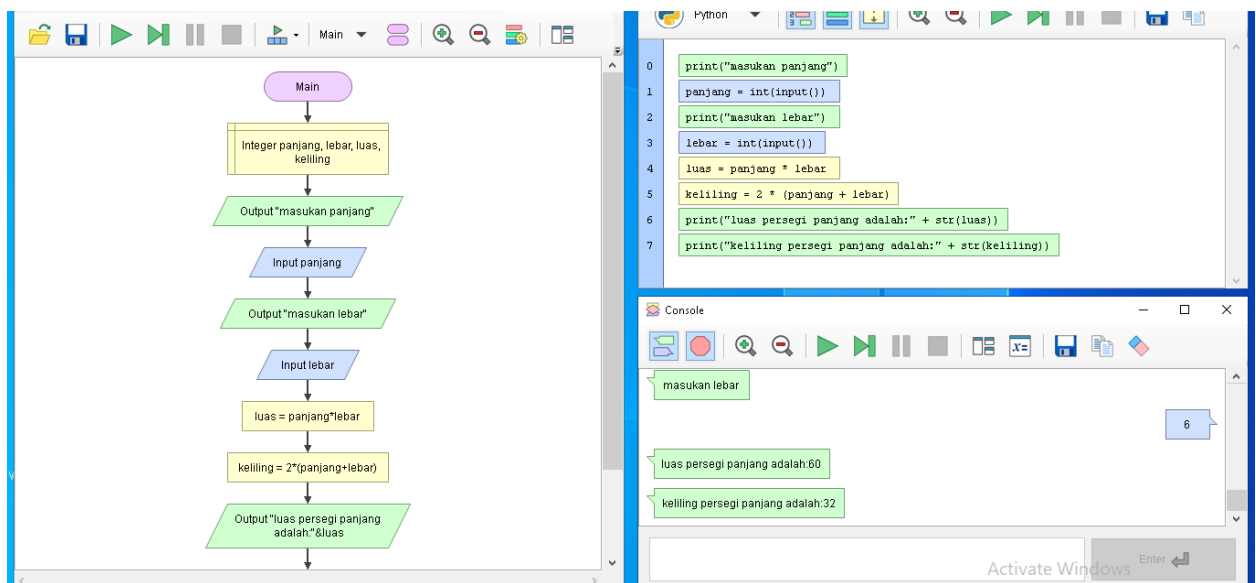 Main
Main
Integer panjang, lebar, luas,
keliling
Output "masukan panjang"
Input panjang
Output "masukan lebar"
Input lebar
luas = panjang*lebar
keliling = 2*(panjang+lebar)
Output "luas persegi panjang
adalah:"&luas
Python
0 print("masukan panjang")
1 panjang = int(input())
2 print("masukan lebar")
3 lebar = int(input())
4 luas = panjang * lebar
5 keliling = 2 * (panjang + lebar)
6 print("luas persegi panjang adalah:" + str(luas))
7 print("keliling persegi panjang adalah:" + str(keliling))
Console
x=
masukan lebar
6
luas persegi panjang adalah:60
keliling persegi panjang adalah:32
Enter
Activate Windows